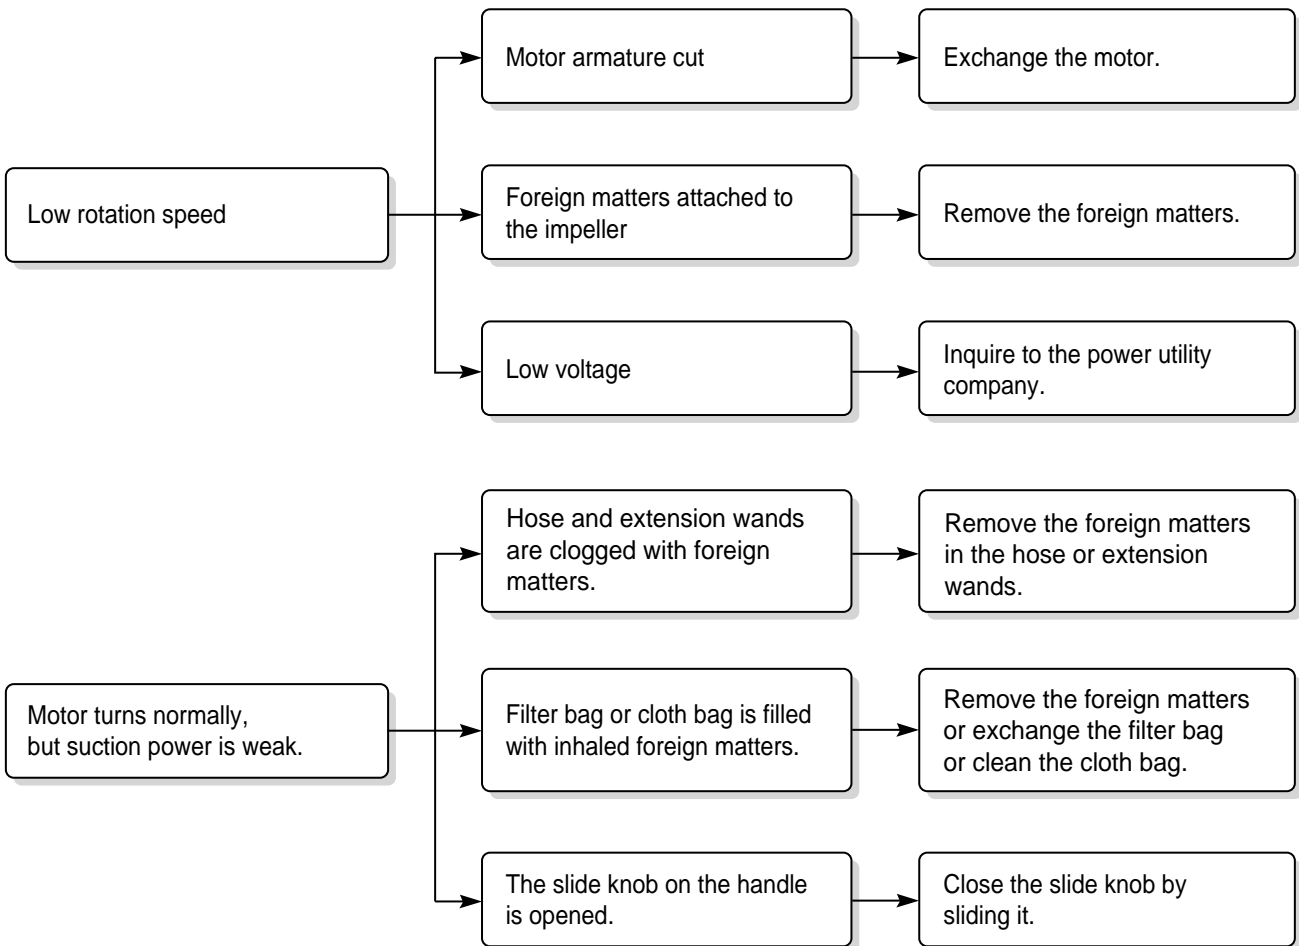 Motor armature cut
Exchange the motor.
Low rotation speed
Foreign matters attached to
the impeller
Remove the foreign matters.
Low voltage
Inquire to the power utility
company.
Hose and extension wands
are clogged with foreign
matters.
Remove the foreign matters
in the hose or extension
wands.
Motor turns normally,
but suction power is weak.
Filter bag or cloth bag is filled
with inhaled foreign matters.
Remove the foreign matters
or exchange the filter bag
or clean the cloth bag.
The slide knob on the handle
is opened.
Close the slide knob by
sliding it.